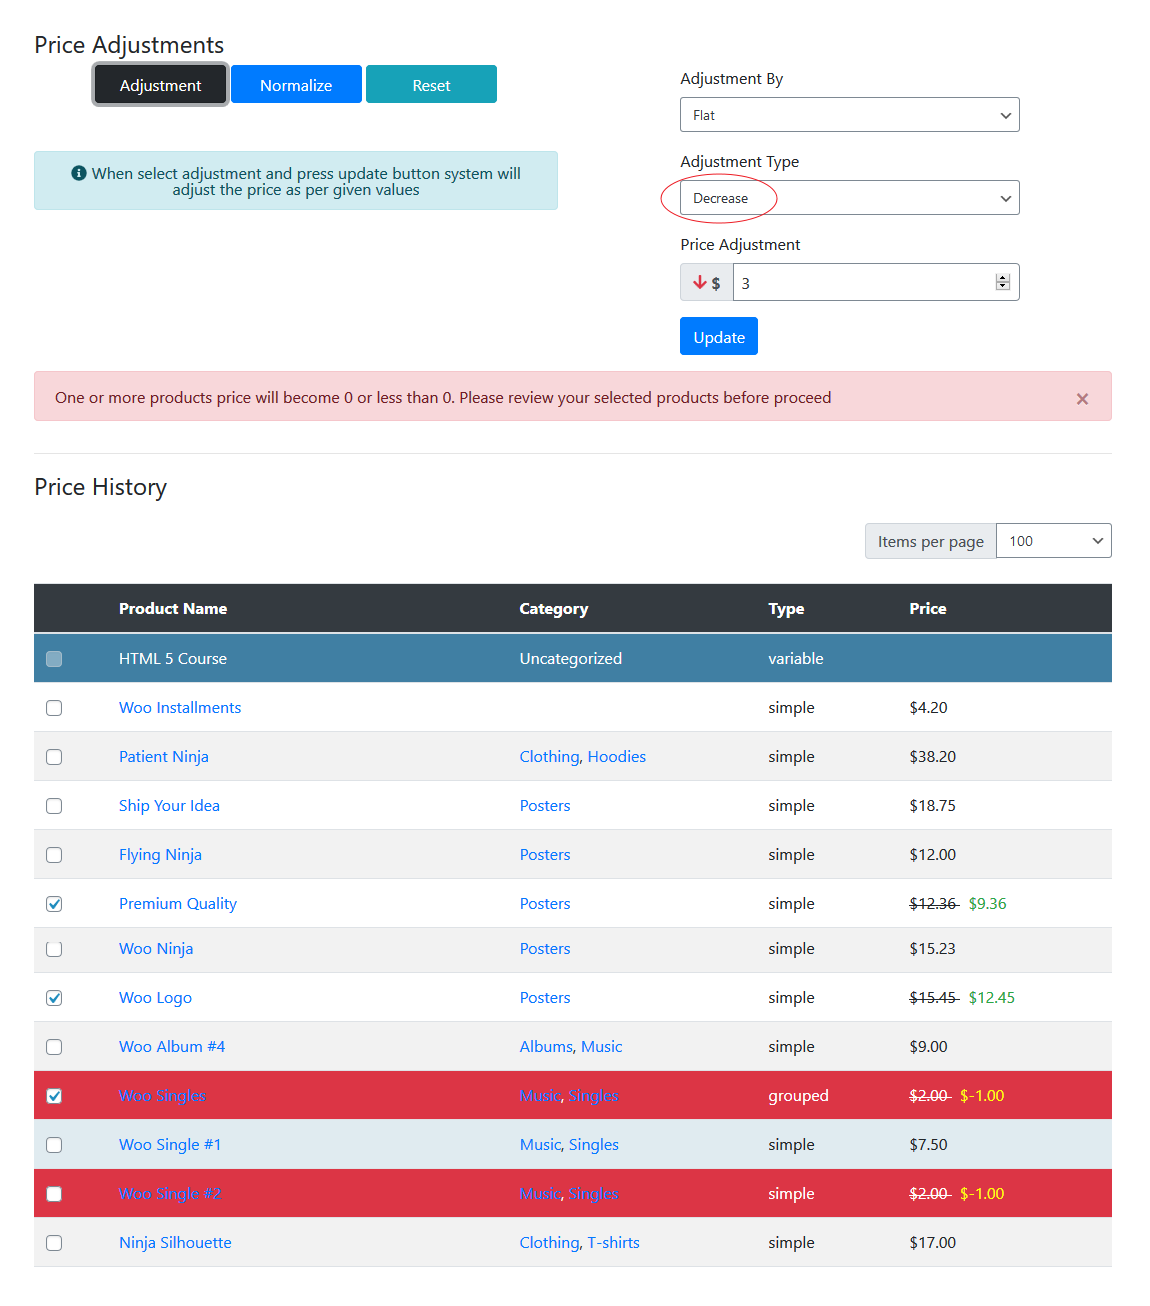 Price Adjustments
Adjustment Normalize Reset
Adjustment By
Flat
When select adjustment and press update button system will
adjust the price as per given values
Adjustment Type
Decrease
Price Adjustment
$ 3
Update
One or more products price will become 0 or less than 0. Please review your selected products before proceed ×
Price History
Items per page 100
Product Name Category Type Price
HTML 5 Course Uncategorized variable
Woo Installments simple $4.20
Patient Ninja Clothing, Hoodies simple $38.20
Ship Your Idea Posters simple $18.75
Flying Ninja Posters simple $12.00
Premium Quality Posters simple $12.36 $9.36
Woo Ninja Posters simple $15.23
Woo Logo Posters simple $15.45 $12.45
Woo Album #4 Albums, Music simple $9.00
Woo Singles Music, Singles grouped $2.00 $-1.00
Woo Single #1 Music, Singles simple $7.50
Woo Single #2 Music, Singles simple $2.00 $-1.00
Ninja Silhouette Clothing, T-shirts simple $17.00